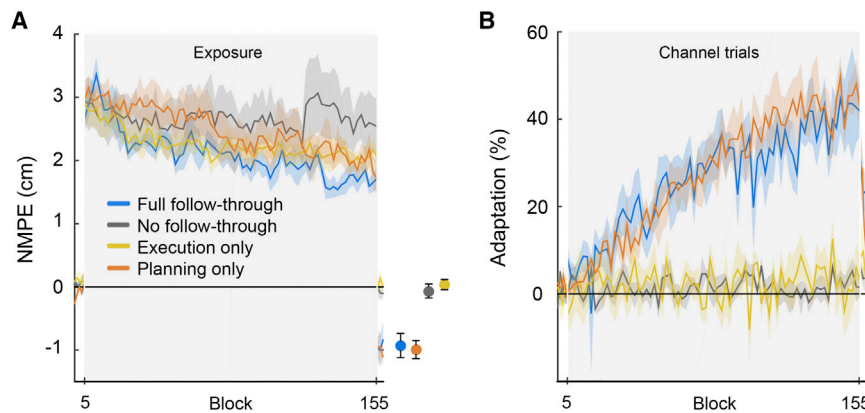 A
Exposure
NMPE (cm)
4
3
2
1
0
-1
Full follow-through
No follow-through
Execution only
Planning only
5
Block
155
B
Channel trials
Adaptation (%)
60
40
20
0
5
Block
155